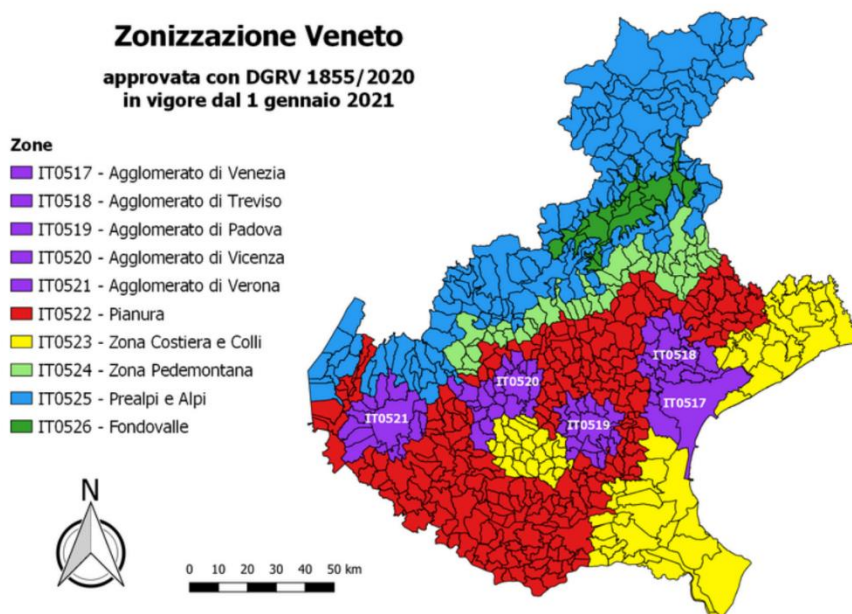 Zonizzazione Veneto
approvata con DGRV 1855/2020
in vigore dal 1 gennaio 2021
Zone
IT0517 - Agglomerato di Venezia
IT0518 - Agglomerato di Treviso
IT0519 - Agglomerato di Padova
IT0520 - Agglomerato di Vicenza
IT0521 - Agglomerato di Verona
IT0522 - Pianura
IT0523 - Zona Costiera e Colli
IT0524 - Zona Pedemontana
IT0525 - Prealpi e Alpi
IT0526 - Fondovalle
IT0518
IT0520
IT0517
IT0521
IT0519
N
0 10 20 30 40 50 km